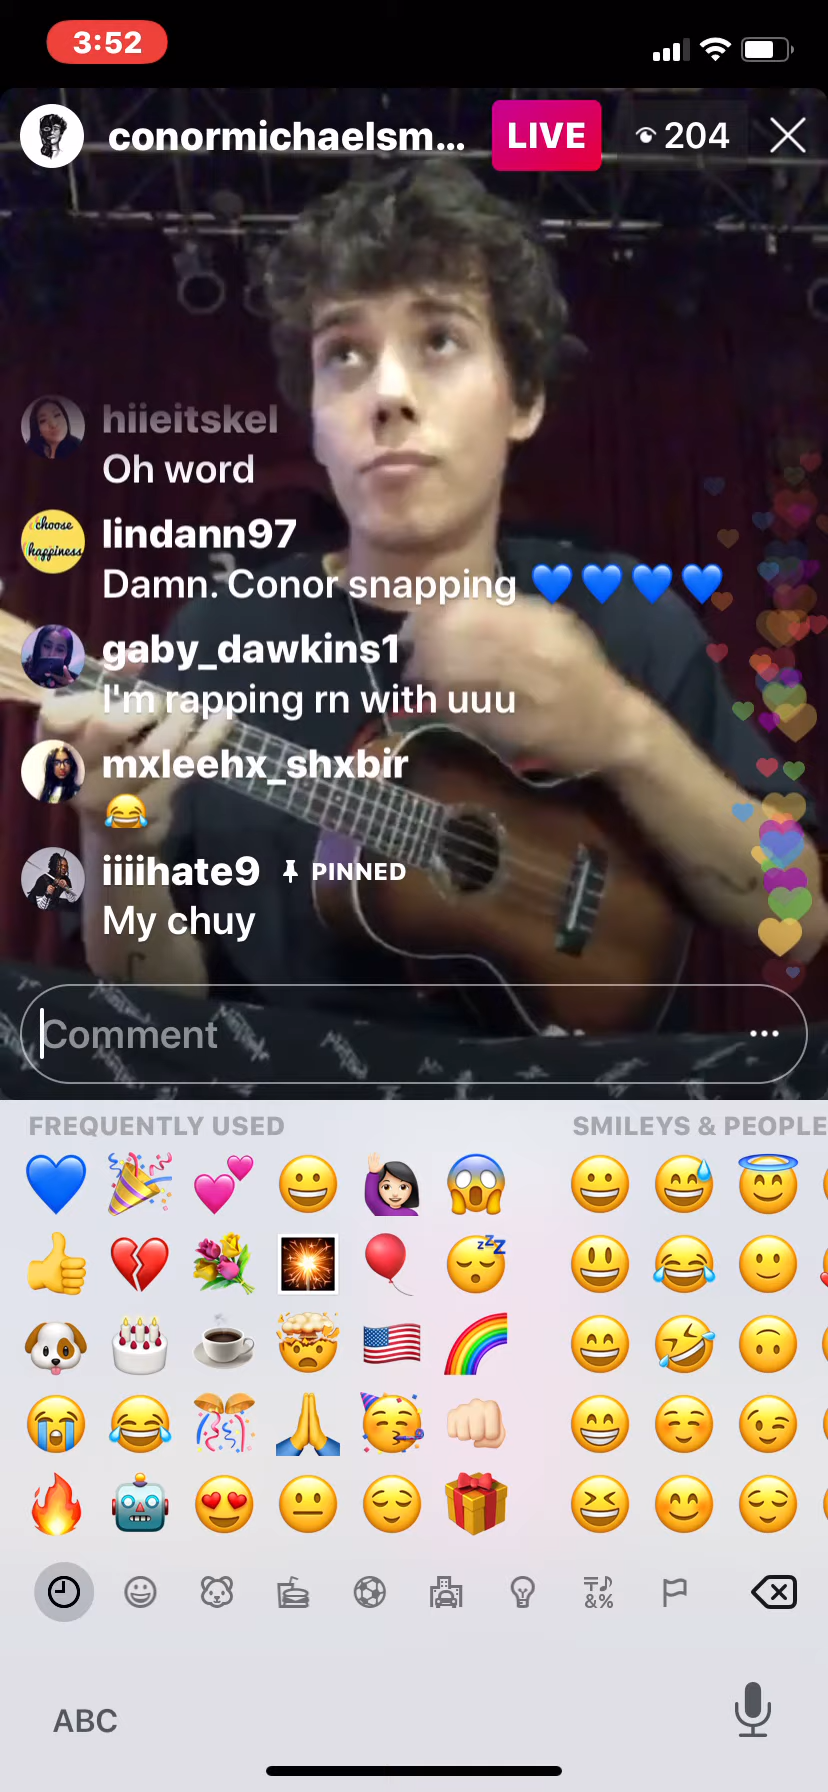 3:52
conormichaelsm...
LIVE
204
hiieitskel
Oh word
choose
happiness
lindann97
Damn. Conor snapping 💙💙💙💙
gaby_dawkins1
I'm rapping rn with uuu
mxleehx_shxbir
😂
iiiihate9 PINNED
My chuy
Comment
FREQUENTLY USED SMILEYS & PEOPLE
ABC